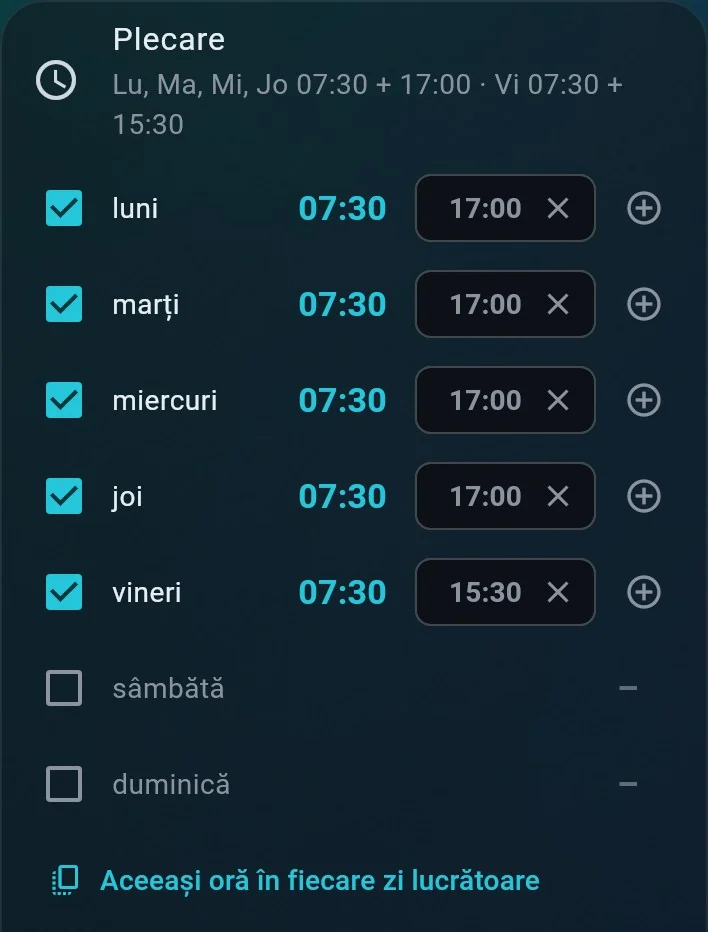 Plecare
Lu, Ma, Mi, Jo 07:30 + 17:00 · Vi 07:30 +
15:30
luni 07:30 17:00
marți 07:30 17:00
miercuri 07:30 17:00
joi 07:30 17:00
vineri 07:30 15:30
sâmbătă –
duminică –
Aceeași oră în fiecare zi lucrătoare